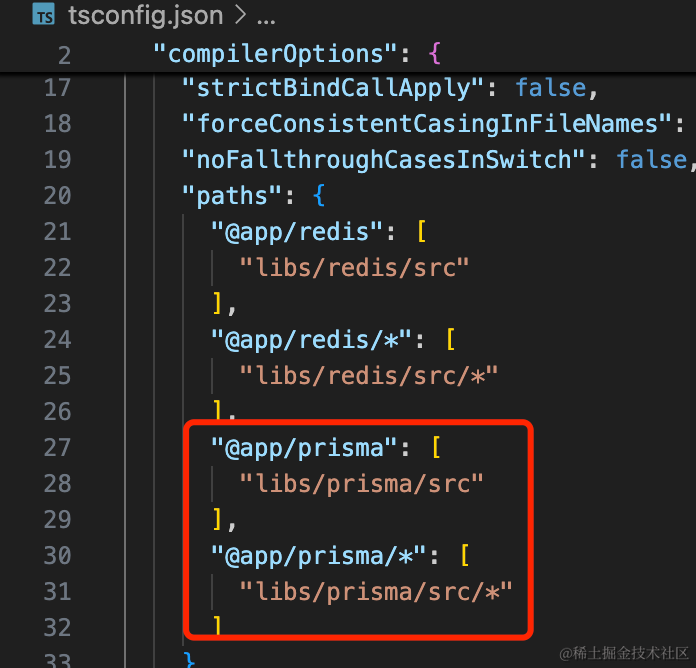 TS tsconfig.json > ...
2 "compilerOptions": {
17 "strictBindCallApply": false,
18 "forceConsistentCasingInFileNames":
19 "noFallthroughCasesInSwitch": false,
20 "paths": {
21 "@app/redis": [
22 "libs/redis/src"
23 ],
24 "@app/redis/*": [
25 "libs/redis/src/*"
26 ],
27 "@app/prisma": [
28 "libs/prisma/src"
29 ],
30 "@app/prisma/*": [
31 "libs/prisma/src/*"
32 ]
33 }
@稀土掘金技术社区